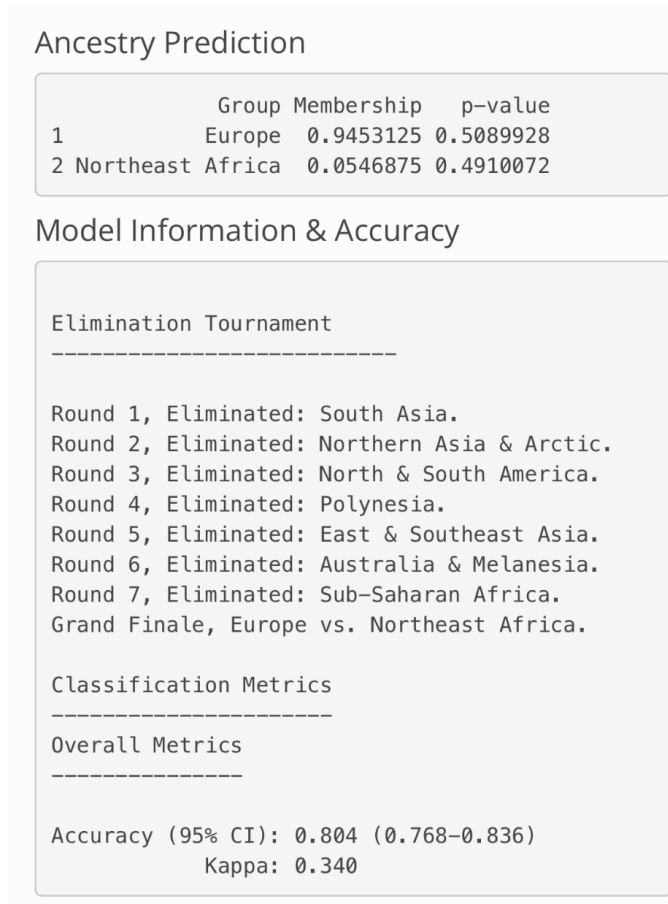 Ancestry Prediction
Group Membership p-value
1 Europe 0.9453125 0.5089928
2 Northeast Africa 0.0546875 0.4910072
Model Information & Accuracy
Elimination Tournament
---------------------------
Round 1, Eliminated: South Asia.
Round 2, Eliminated: Northern Asia & Arctic.
Round 3, Eliminated: North & South America.
Round 4, Eliminated: Polynesia.
Round 5, Eliminated: East & Southeast Asia.
Round 6, Eliminated: Australia & Melanesia.
Round 7, Eliminated: Sub-Saharan Africa.
Grand Finale, Europe vs. Northeast Africa.
Classification Metrics
----------------------
Overall Metrics
---------------
Accuracy (95% CI): 0.804 (0.768-0.836)
Kappa: 0.340